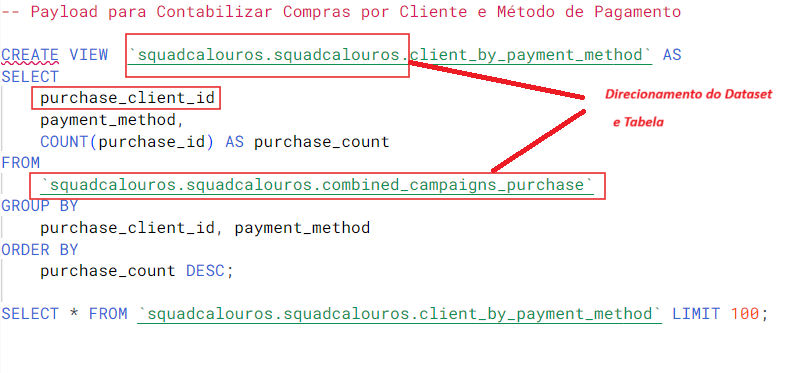 -- Payload para Contabilizar Compras por Cliente e Método de Pagamento
CREATE VIEW `squadcalouros.squadcalouros.client_by_payment_method` AS
SELECT
purchase_client_id
payment_method,
COUNT(purchase_id) AS purchase_count
FROM
`squadcalouros.squadcalouros.combined_campaigns_purchase`
GROUP BY
purchase_client_id, payment_method
ORDER BY
purchase_count DESC;
SELECT * FROM `squadcalouros.squadcalouros.client_by_payment_method` LIMIT 100;
Direcionamento do Dataset
e Tabela